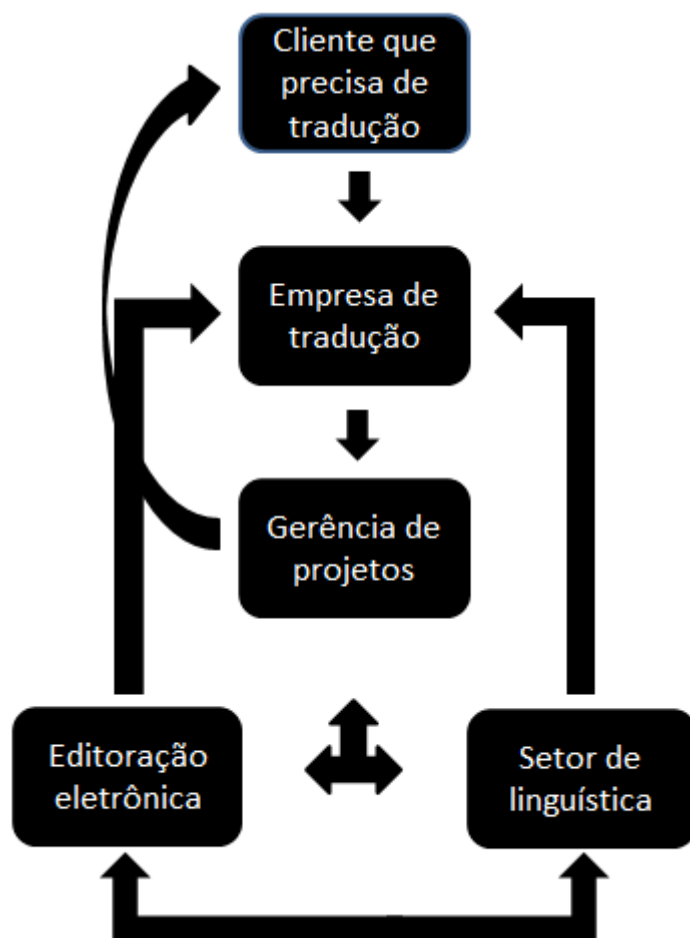 Cliente que
precisa de
tradução
Empresa de
tradução
Gerência de
projetos
Editoração
eletrônica
Setor de
linguística